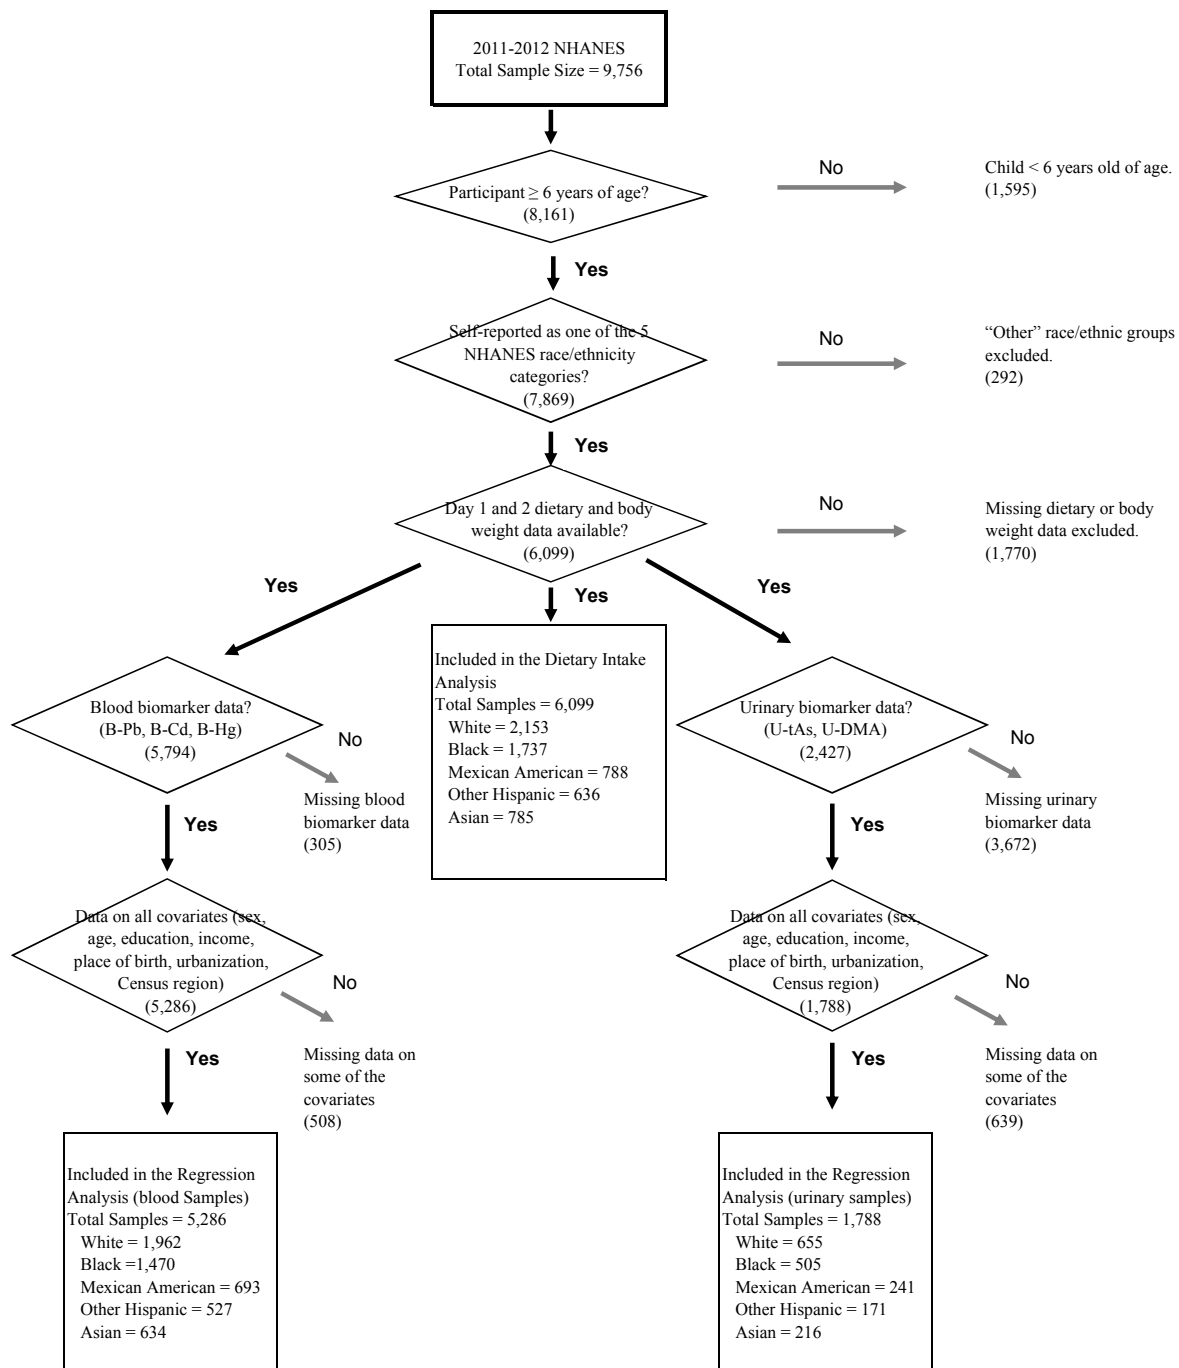 2011-2012 NHANES
Total Sample Size = 9,756
Participant ≥ 6 years of age?
(8,161)
No
Child < 6 years old of age.
(1,595)
Yes
Self-reported as one of the 5
NHANES race/ethnicity
categories?
(7,869)
No
“Other” race/ethnic groups
excluded.
(292)
Yes
Day 1 and 2 dietary and body
weight data available?
(6,099)
No
Missing dietary or body
weight data excluded.
(1,770)
Yes
Yes
Yes
Blood biomarker data?
(B-Pb, B-Cd, B-Hg)
(5,794)
No
Missing blood
biomarker data
(305)
Yes
Included in the Dietary Intake
Analysis
Total Samples = 6,099
White = 2,153
Black = 1,737
Mexican American = 788
Other Hispanic = 636
Asian = 785
Urinary biomarker data?
(U-tAs, U-DMA)
(2,427)
No
Missing urinary
biomarker data
(3,672)
Yes
Data on all covariates (sex,
age, education, income,
place of birth, urbanization,
Census region)
(5,286)
No
Missing data on
some of the
covariates
(508)
Yes
Data on all covariates (sex,
age, education, income,
place of birth, urbanization,
Census region)
(1,788)
No
Missing data on
some of the
covariates
(639)
Yes
Included in the Regression
Analysis (blood Samples)
Total Samples = 5,286
White = 1,962
Black =1,470
Mexican American = 693
Other Hispanic = 527
Asian = 634
Included in the Regression
Analysis (urinary samples)
Total Samples = 1,788
White = 655
Black = 505
Mexican American = 241
Other Hispanic = 171
Asian = 216